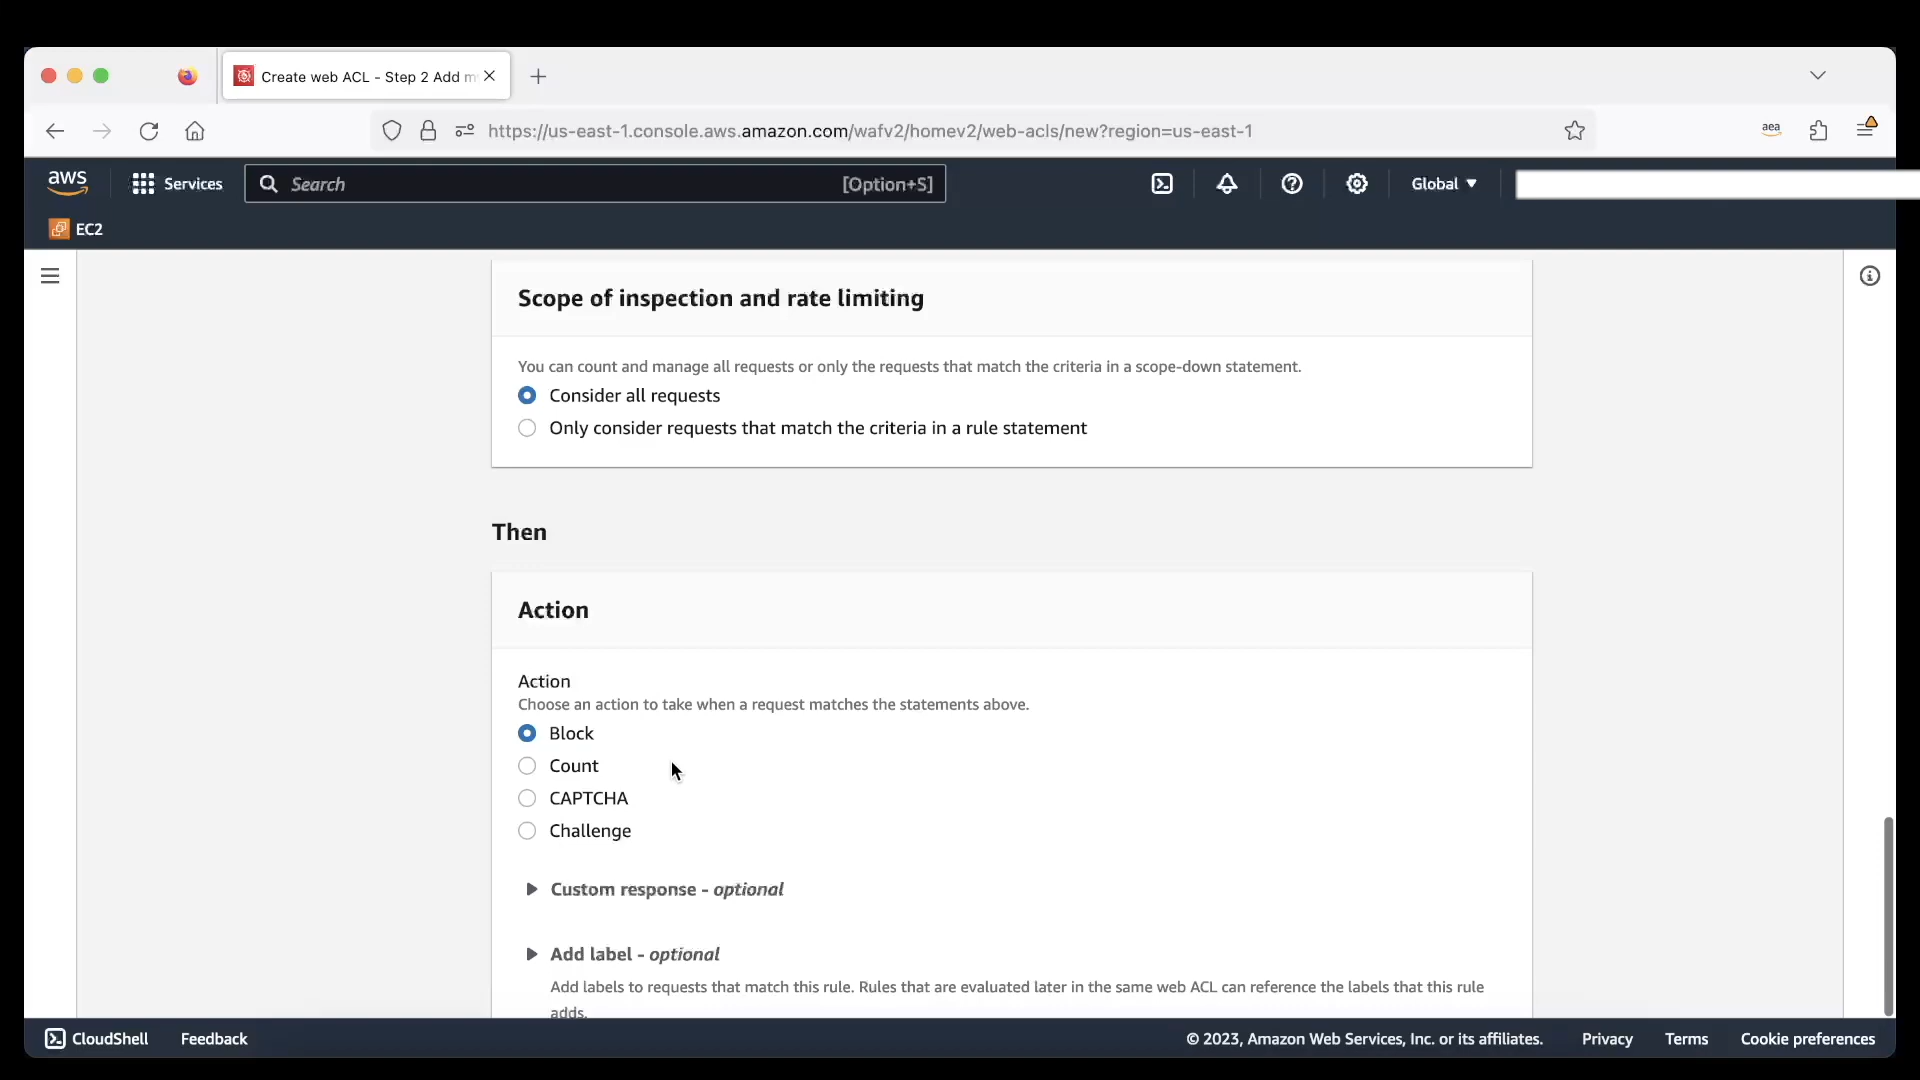 Create web ACL - Step 2 Add m
https://us-east-1.console.aws.amazon.com/wafv2/homev2/web-acls/new?region=us-east-1
aea
aws
Services
Search
[Option+S]
Global
EC2
Scope of inspection and rate limiting
You can count and manage all requests or only the requests that match the criteria in a scope-down statement.
Consider all requests
Only consider requests that match the criteria in a rule statement
Then
Action
Action
Choose an action to take when a request matches the statements above.
Block
Count
CAPTCHA
Challenge
Custom response - optional
Add label - optional
Add labels to requests that match this rule. Rules that are evaluated later in the same web ACL can reference the labels that this rule
adds.
CloudShell
Feedback
© 2023, Amazon Web Services, Inc. or its affiliates.
Privacy
Terms
Cookie preferences